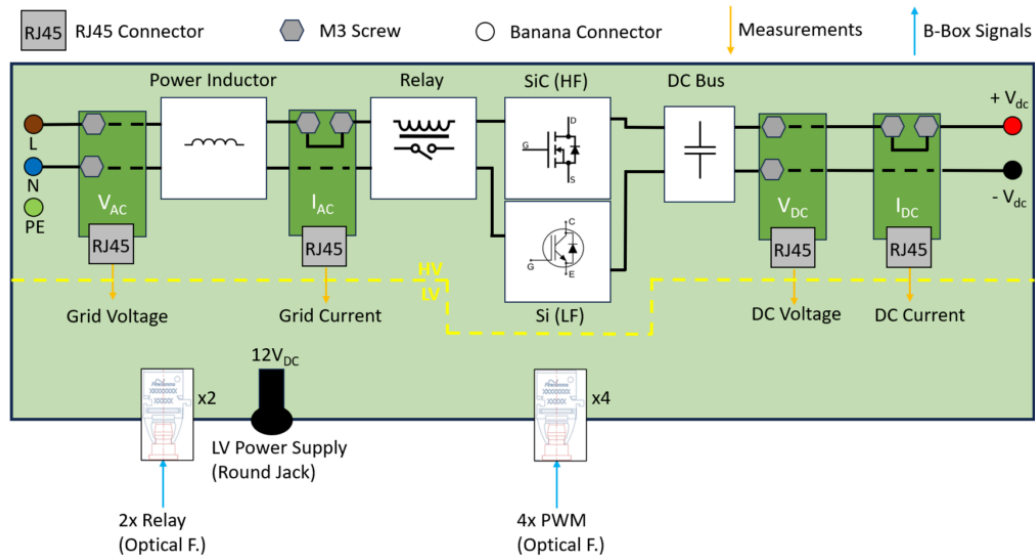 RJ45 RJ45 Connector
M3 Screw
Banana Connector
Measurements
B-Box Signals
Power Inductor
Relay
SiC (HF)
DC Bus
+ Vdc
L
N
PE
VAC
IAC
D
G
S
C
G
E
VDC
IDC
- Vdc
RJ45
RJ45
RJ45
RJ45
HV
LV
Grid Voltage
Grid Current
Si (LF)
DC Voltage
DC Current
x2
12VDC
x4
LV Power Supply
(Round Jack)
2x Relay
(Optical F.)
4x PWM
(Optical F.)